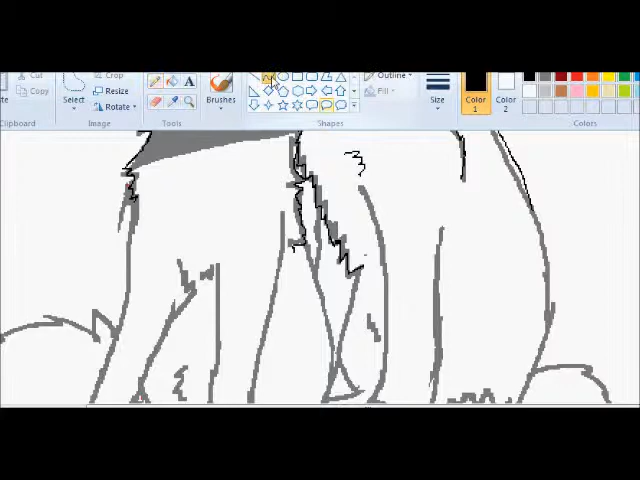 Cut
Copy
Clipboard
Select
Crop
Resize
Rotate
Image
A
Tools
Brushes
Outline
Fill
Shapes
Size
Color
1
Color
2
Colors